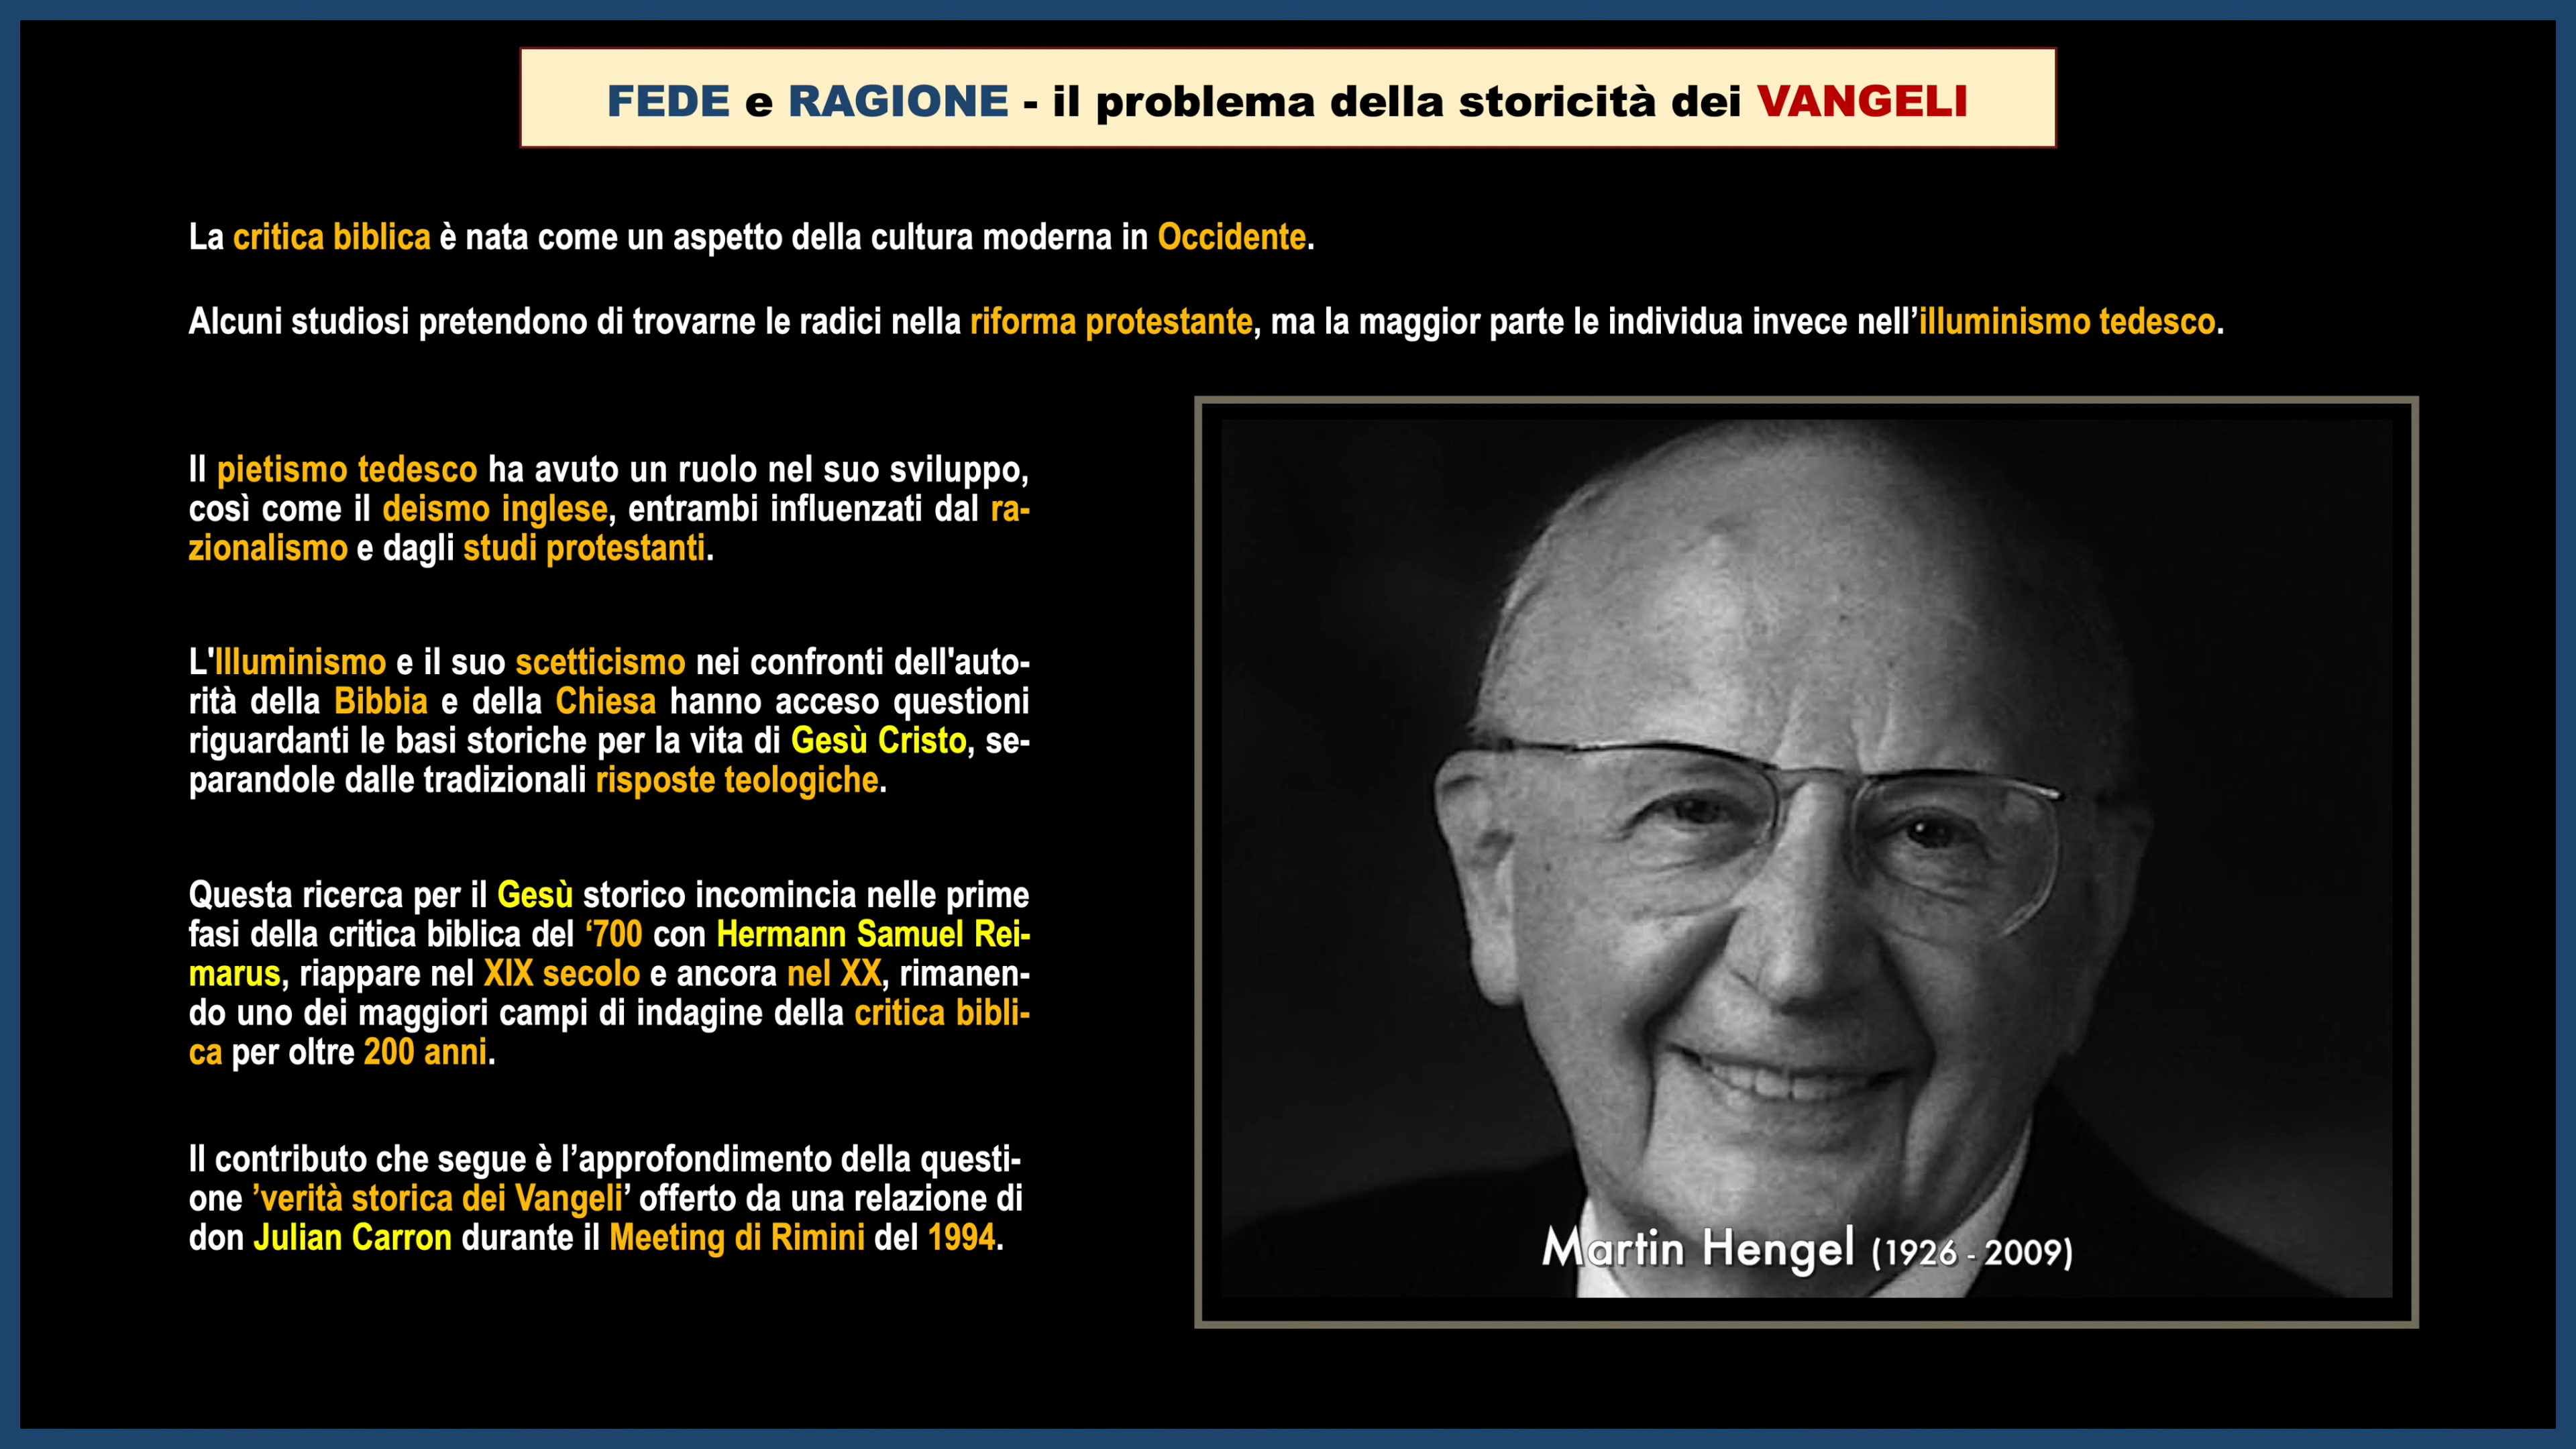 FEDE e RAGIONE - il problema della storicità dei VANGELI
La critica biblica è nata come un aspetto della cultura moderna in Occidente.
Alcuni studiosi pretendono di trovarne le radici nella riforma protestante, ma la maggior parte le individua invece nell’illuminismo tedesco.
Il pietismo tedesco ha avuto un ruolo nel suo sviluppo,
così come il deismo inglese, entrambi influenzati dal ra-
zionalismo e dagli studi protestanti.
L'Illuminismo e il suo scetticismo nei confronti dell'auto-
rità della Bibbia e della Chiesa hanno acceso questioni
riguardanti le basi storiche per la vita di Gesù Cristo, se-
parandole dalle tradizionali risposte teologiche.
Questa ricerca per il Gesù storico incomincia nelle prime
fasi della critica biblica del ‘700 con Hermann Samuel Rei-
marus, riappare nel XIX secolo e ancora nel XX, rimanen-
do uno dei maggiori campi di indagine della critica bibli-
ca per oltre 200 anni.
Il contributo che segue è l’approfondimento della questi-
one ’verità storica dei Vangeli’ offerto da una relazione di
don Julian Carron durante il Meeting di Rimini del 1994.
Martin Hengel (1926 - 2009)